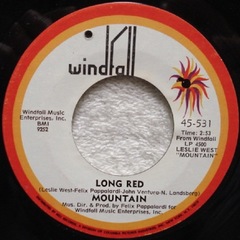 windfall
Windfall Music
Enterprises. Inc.
BMI
9252
45-531
Time: 2:53
From Windfall
LP 4500
LESLIE WEST-
"MOUNTAIN"
LONG RED
(Leslie West-Felix Pappalardi-John Ventura-N. Landsberg)
MOUNTAIN
Mus. Dir. & Prod. by Felix Pappalardi for
Windfall Music Enterprises, Inc.